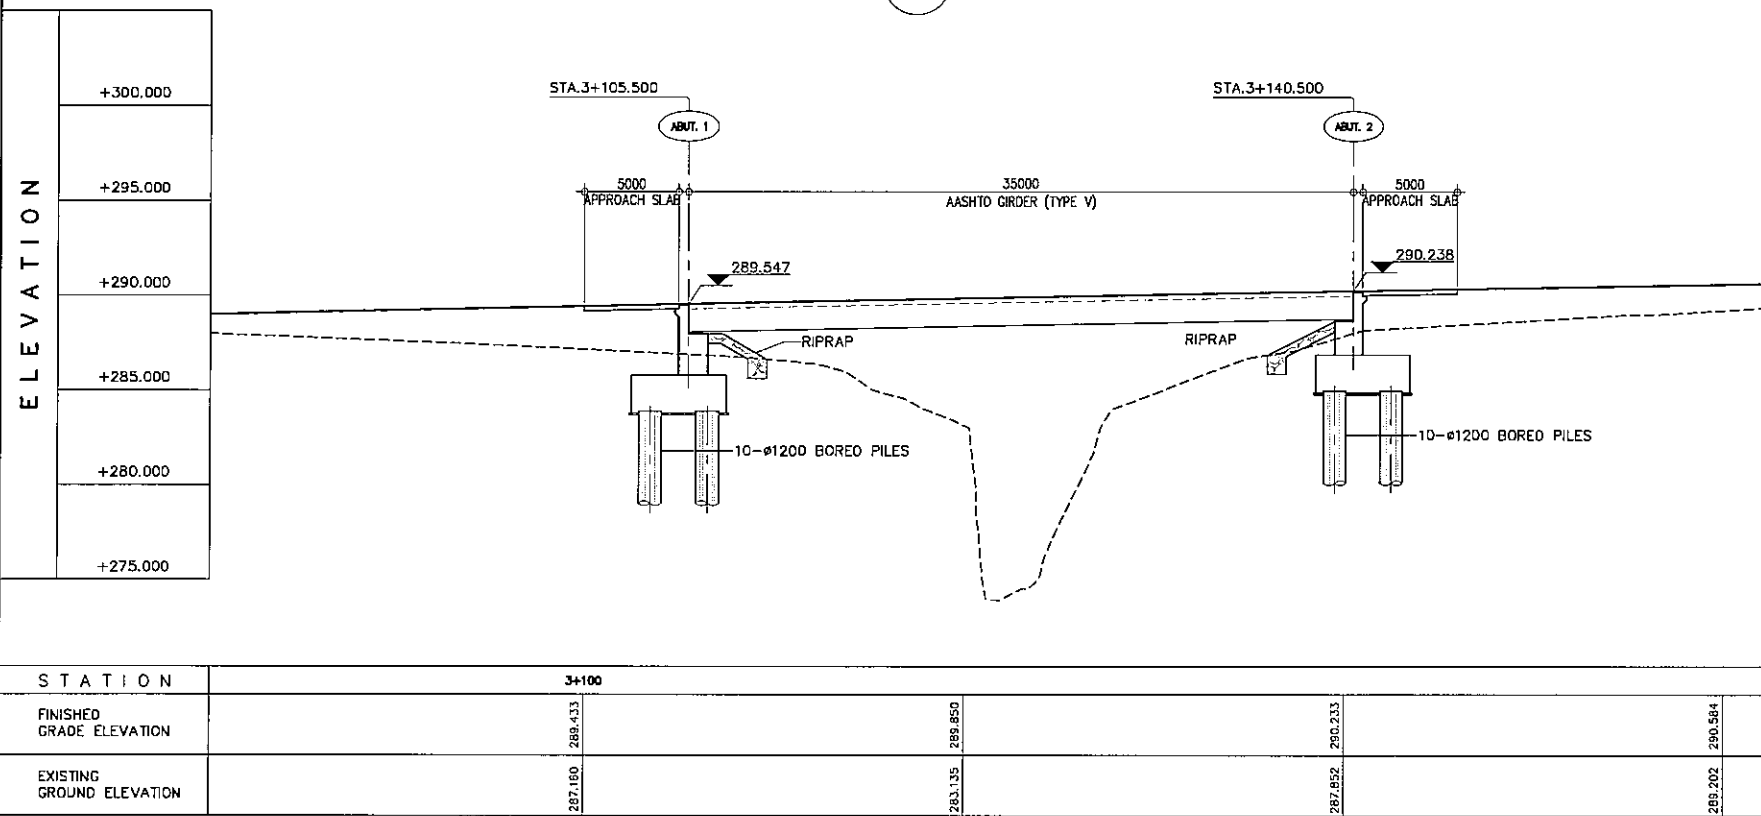 STA.3+105.500
STA.3+140.500
ABUT. 1
ABUT. 2
ELEVATION
+300.000
+295.000
+290.000
+285.000
+280.000
+275.000
5000
APPROACH SLAB
35000
AASHTO GIRDER (TYPE V)
5000
APPROACH SLAB
289.547
290.238
RIPRAP
RIPRAP
10-ø1200 BORED PILES
10-ø1200 BORED PILES
STATION
3+100
FINISHED
GRADE ELEVATION
289.433
289.850
290.233
290.584
EXISTING
GROUND ELEVATION
287.160
283.135
287.852
289.202